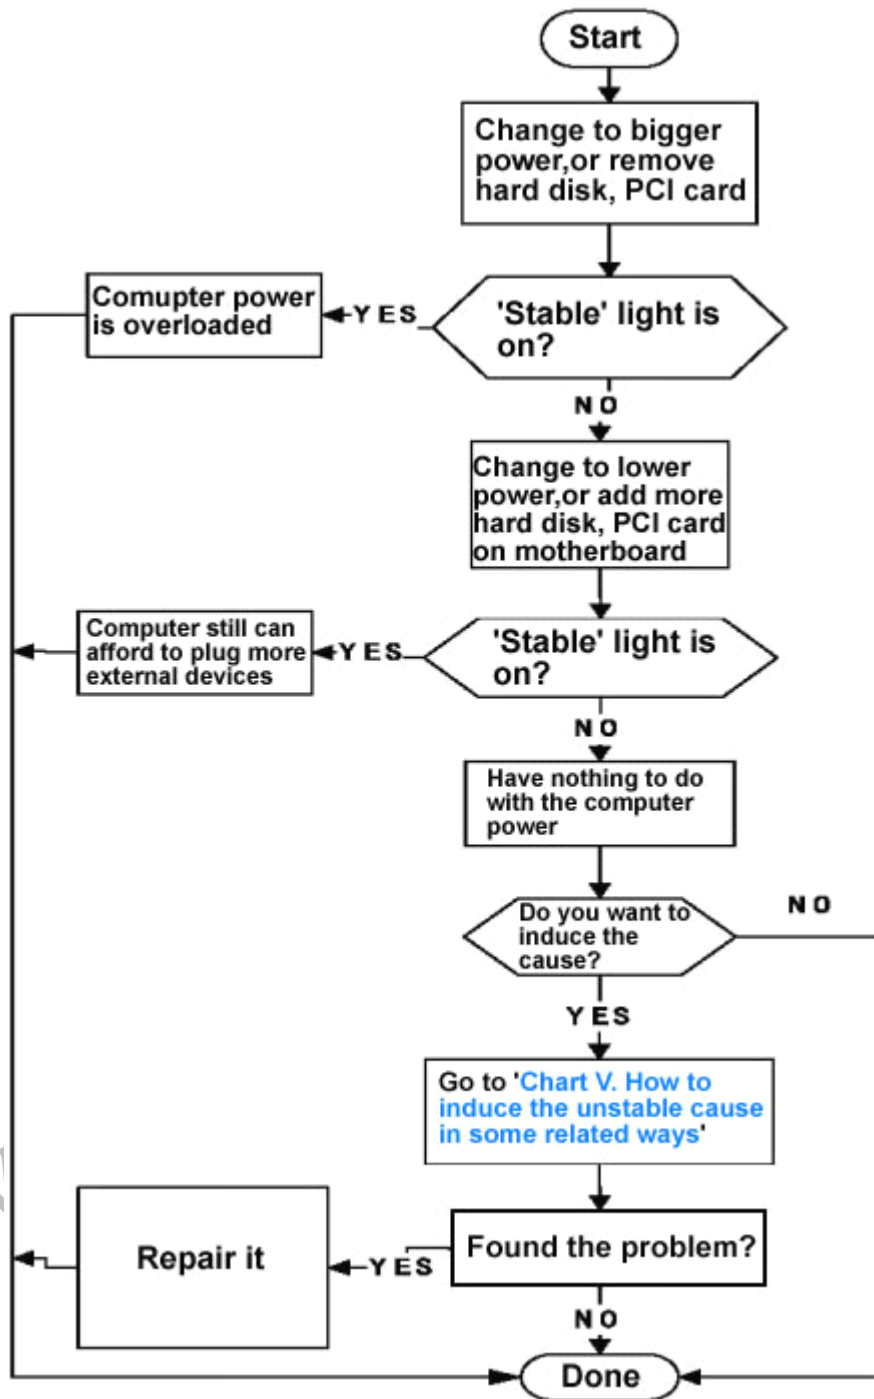 Start
Change to bigger
power,or remove
hard disk, PCI card
Comupter power
is overloaded
YES
'Stable' light is
on?
NO
Change to lower
power,or add more
hard disk, PCI card
on motherboard
Computer still can
afford to plug more
external devices
YES
'Stable' light is
on?
NO
Have nothing to do
with the computer
power
Do you want to
induce the
cause?
NO
YES
Go to 'Chart V. How to
induce the unstable cause
in some related ways'
Repair it
YES
Found the problem?
NO
Done